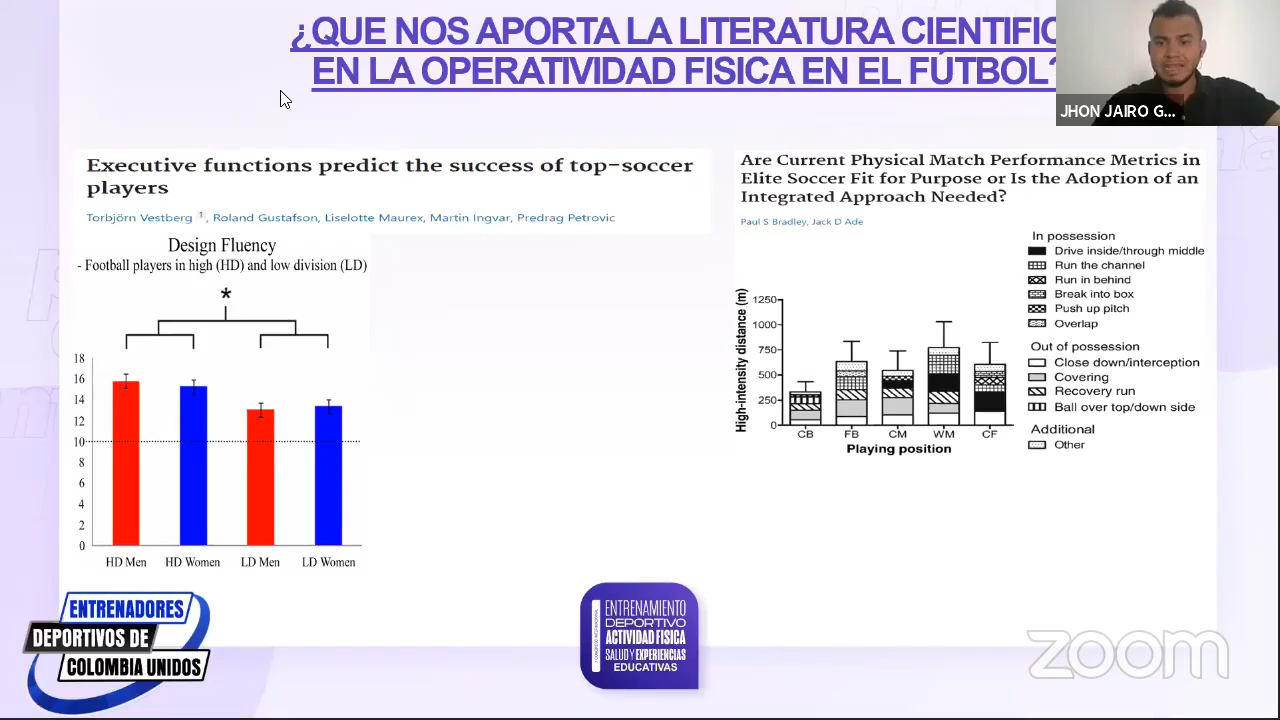 ¿QUE NOS APORTA LA LITERATURA CIENTIFIC
EN LA OPERATIVIDAD FISICA EN EL FÚTBOL?
JHON JAIRO G...
Executive functions predict the success of top-soccer
players
Torbjörn Vestberg 1, Roland Gustafson, Liselotte Maurex, Martin Ingvar, Predrag Petrovic
Design Fluency
- Football players in high (HD) and low division (LD)
*
18
16
14
12
10
8
6
4
2
0
HD Men HD Women LD Men LD Women
Are Current Physical Match Performance Metrics in
Elite Soccer Fit for Purpose or Is the Adoption of an
Integrated Approach Needed?
Paul S Bradley, Jack D Ade
High-intensity distance (m)
1250
1000
750
500
250
0
CB FB CM WM CF
Playing position
In possession
Drive inside/through middle
Run the channel
Run in behind
Break into box
Push up pitch
Overlap
Out of possession
Close down/interception
Covering
Recovery run
Ball over top/down side
Additional
Other
ENTRENADORES
DEPORTIVOS DE
COLOMBIA UNIDOS
ENTRENAMIENTO
DEPORTIVO
ACTIVIDAD FISICA
SALUD Y EXPERIENCIAS
EDUCATIVAS
zoom